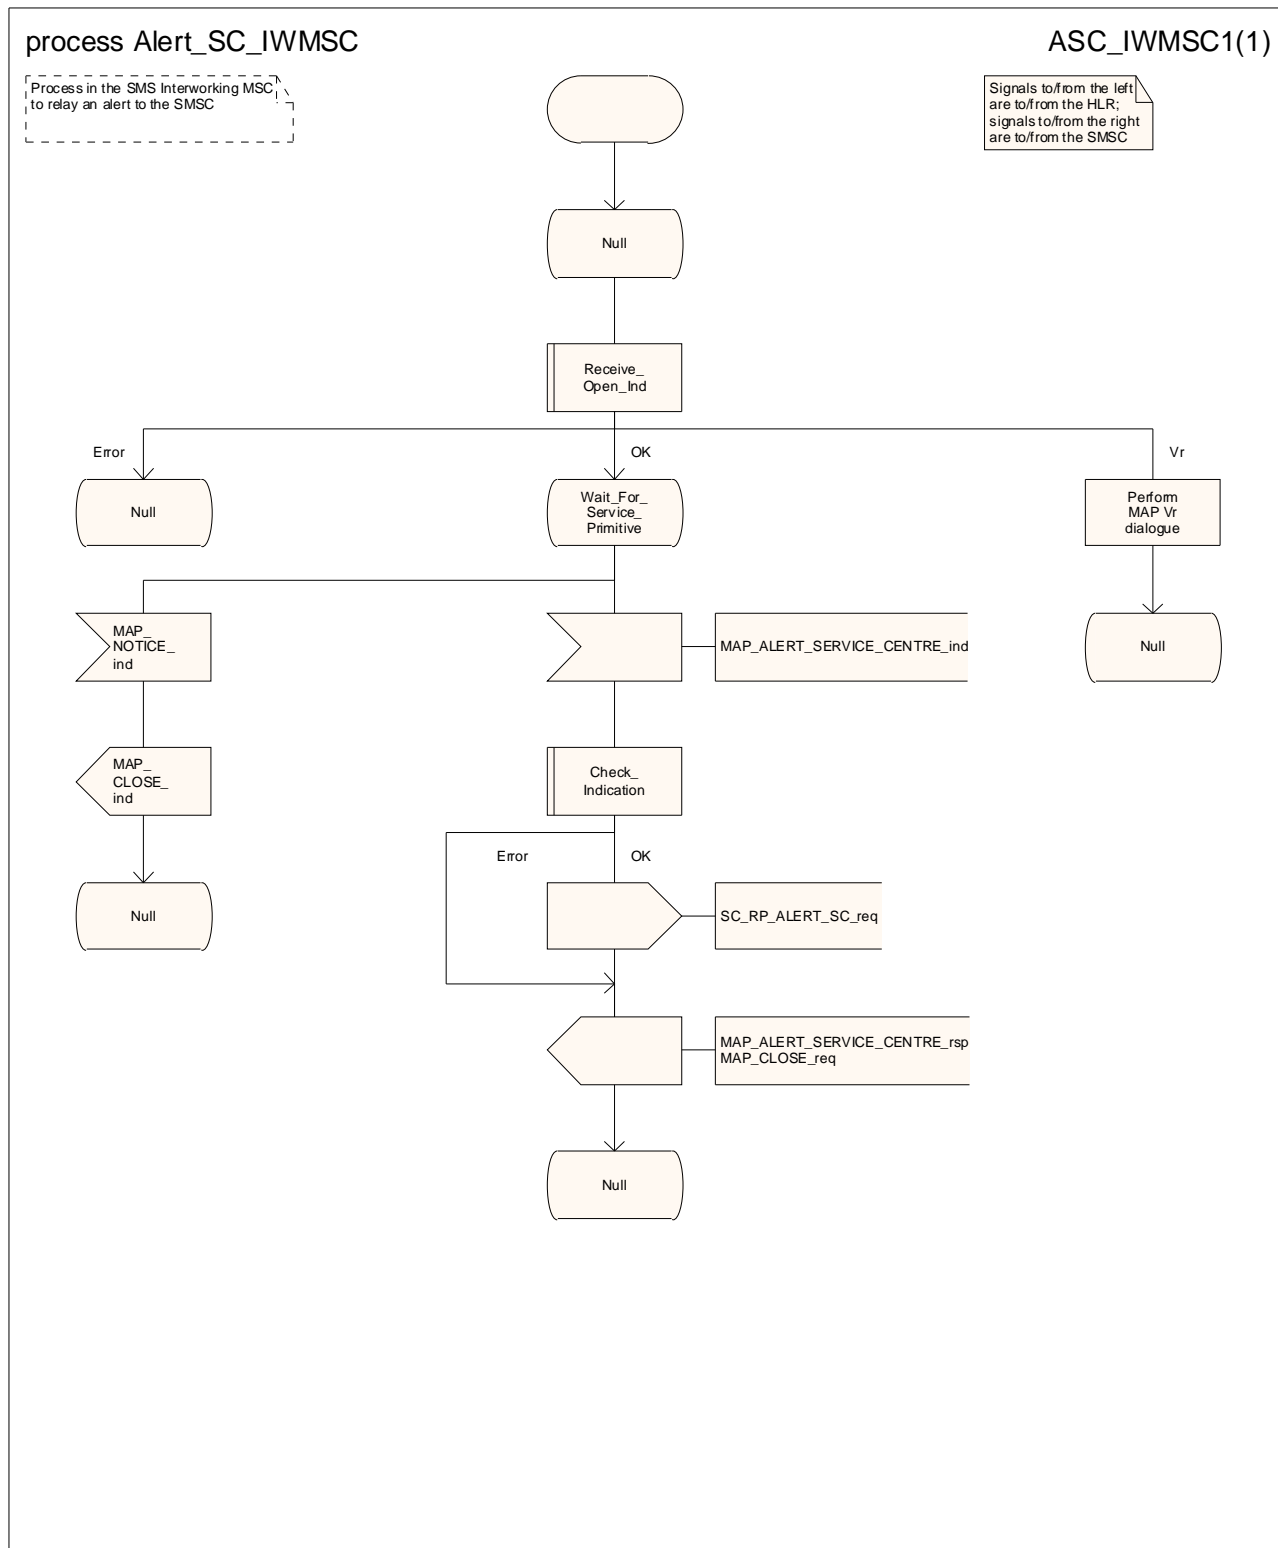 process Alert_SC_IWMSC
ASC_IWMSC1(1)
Process in the SMS Interworking MSC
to relay an alert to the SMSC
Signals to/from the left
are to/from the HLR;
signals to/from the right
are to/from the SMSC
Null
Receive_
Open_Ind
Error
OK
Vr
Null
Wait_For_
Service_
Primitive
Perform
MAP Vr
dialogue
MAP_
NOTICE_
ind
MAP_ALERT_SERVICE_CENTRE_ind
Null
MAP_
CLOSE_
ind
Check_
Indication
Error
OK
Null
SC_RP_ALERT_SC_req
MAP_ALERT_SERVICE_CENTRE_rsp
MAP_CLOSE_req
Null